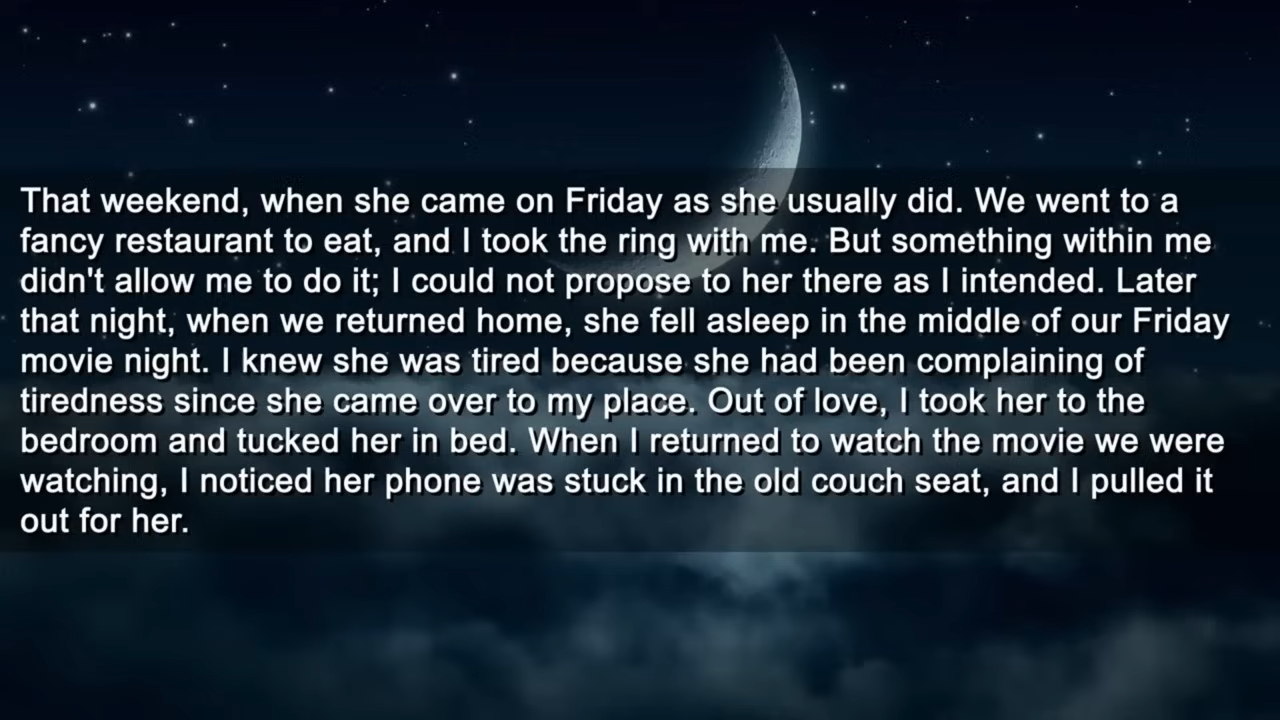 That weekend, when she came on Friday as she usually did. We went to a
fancy restaurant to eat, and I took the ring with me. But something within me
didn't allow me to do it; I could not propose to her there as I intended. Later
that night, when we returned home, she fell asleep in the middle of our Friday
movie night. I knew she was tired because she had been complaining of
tiredness since she came over to my place. Out of love, I took her to the
bedroom and tucked her in bed. When I returned to watch the movie we were
watching, I noticed her phone was stuck in the old couch seat, and I pulled it
out for her.